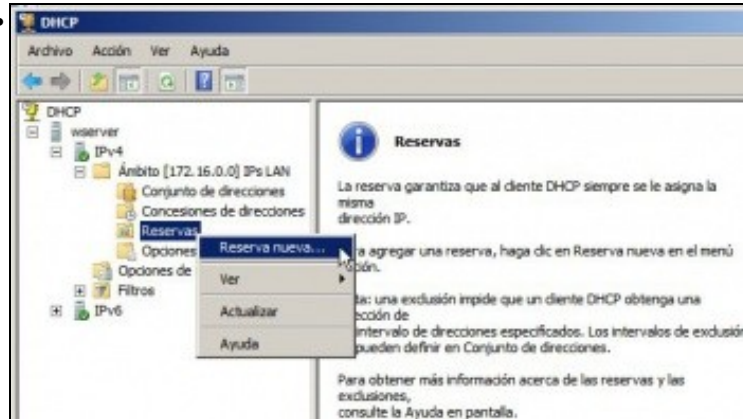 DHCP
Archivo Acción Ver Ayuda
DHCP
wserver
IPv4
Ámbito [172.16.0.0] IPs LAN
Conjunto de direcciones
Concesiones de direcciones
Reservas
Opciones
Opciones de
Filtros
IPv6
Reserva nueva...
Ver
Actualizar
Ayuda
Reservas
La reserva garantiza que al cliente DHCP siempre se le asigna la
misma
dirección IP.
agregar una reserva, haga clic en Reserva nueva en el menú
una exclusión impide que un cliente DHCP obtenga una
de
intervalo de direcciones especificados. Los intervalos de exclusión
pueden definir en Conjunto de direcciones.
Para obtener más información acerca de las reservas y las
exclusiones,
consulte la Ayuda en pantalla.